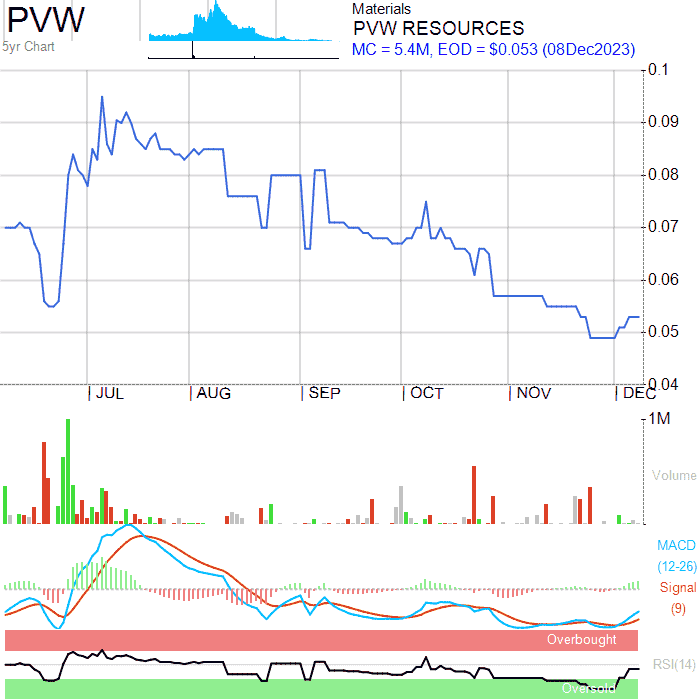 PVW
5yr Chart
Materials
PVW RESOURCES
MC = 5.4M, EOD = $0.053 (08Dec2023)
0.1
0.09
0.08
0.07
0.06
0.05
0.04
JUL AUG SEP OCT NOV DEC
1M
Volume
MACD
(12-26)
Signal
(9)
Overbought
RSI(14)
Oversold